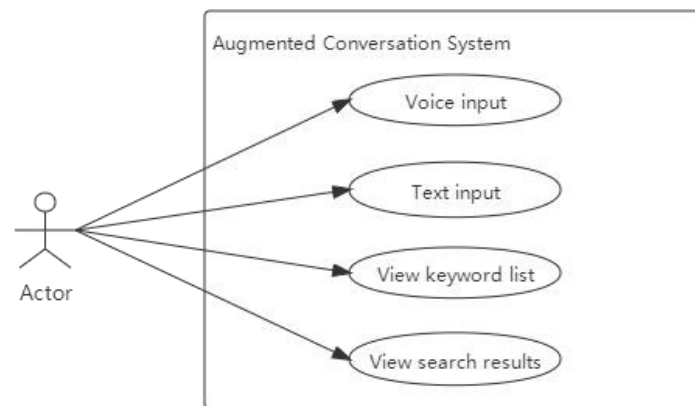 Augmented Conversation System
Voice input
Text input
View keyword list
View search results
Actor